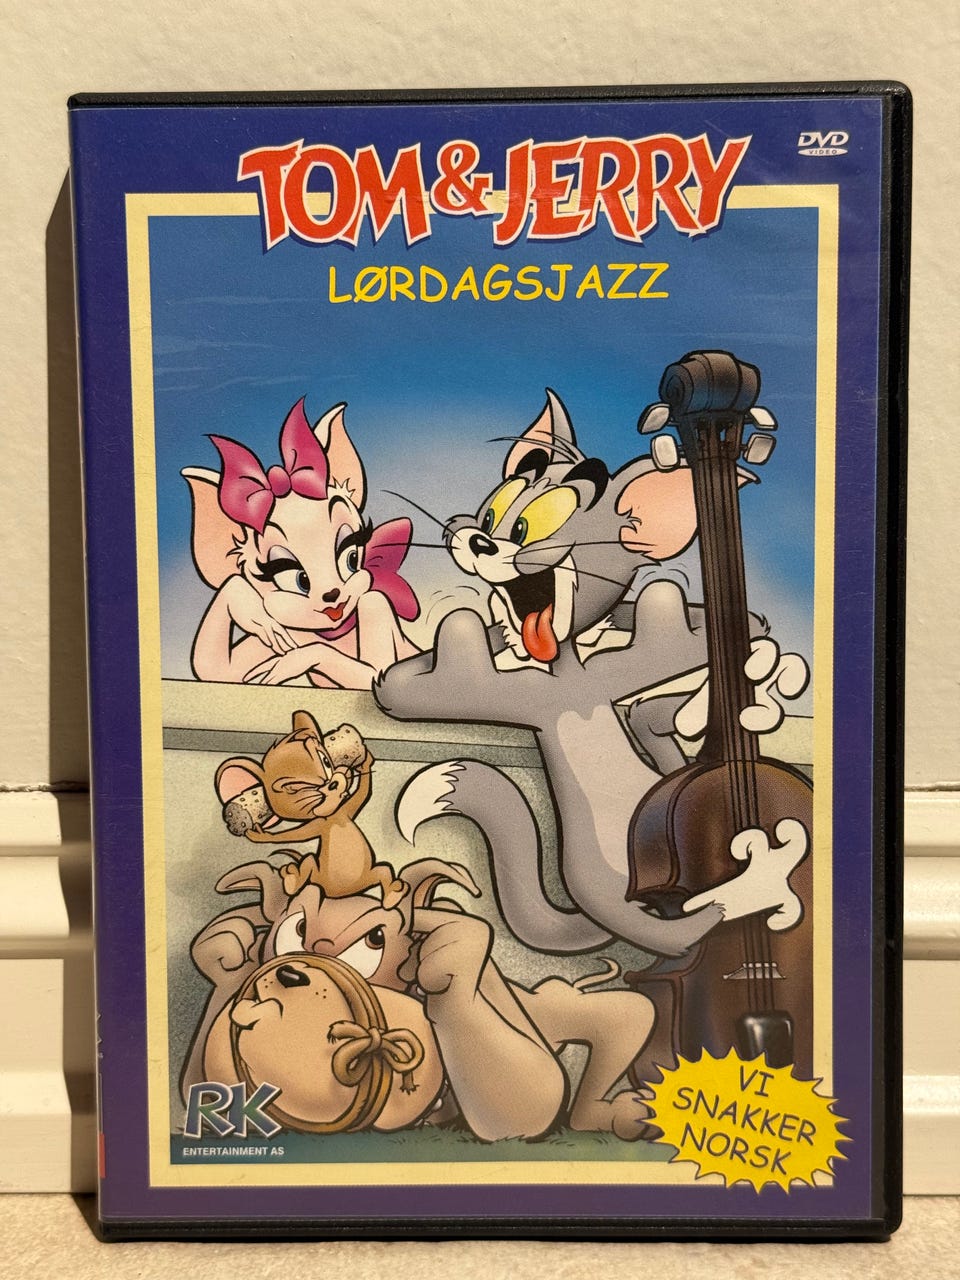 TOM & JERRY
DVD
VIDEO
LØRDAGSJAZZ
RK
ENTERTAINMENT AS
VI
SNAKKER
NORSK